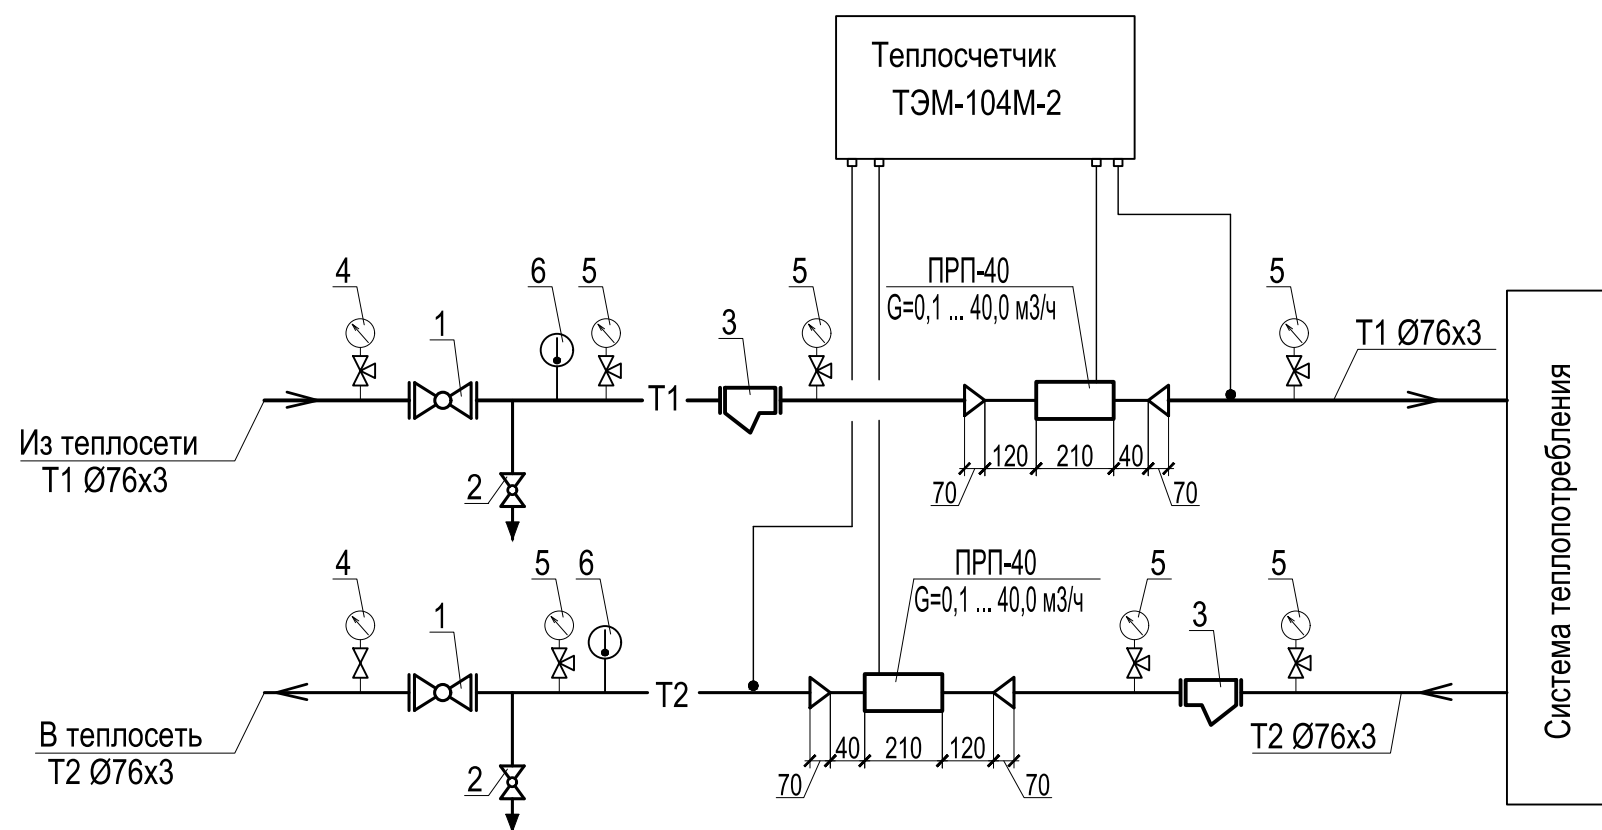 Теплосчетчик
ТЭМ-104М-2
4
6
5
5
ПРП-40
G=0,1 ... 40,0 м3/ч
5
1
3
Т1 Ø76х3
Т1
Из теплосети
Т1 Ø76х3
2
120
210
40
70
70
Система теплопотребления
4
5
6
ПРП-40
G=0,1 ... 40,0 м3/ч
5
5
1
3
Т2
В теплосеть
Т2 Ø76х3
Т2 Ø76х3
2
40
210
120
70
70